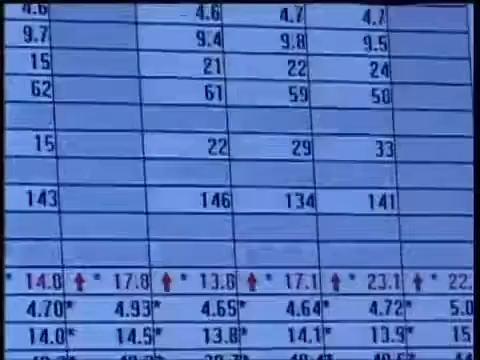 4.6 4.6 4.7 4.7
9.7 9.4 9.8 9.5
15 21 22 24
62 61 59 50
15 22 29 33
143 146 134 141
* 14.8 ↑ * 17.8 ↑ * 13.6 ↑ * 17.1 ↑ * 23.1 ↑ * 22.
4.70* 4.93* 4.65* 4.64* 4.72* 5.0
14.0* 14.5* 13.8* 14.1* 13.9* 15